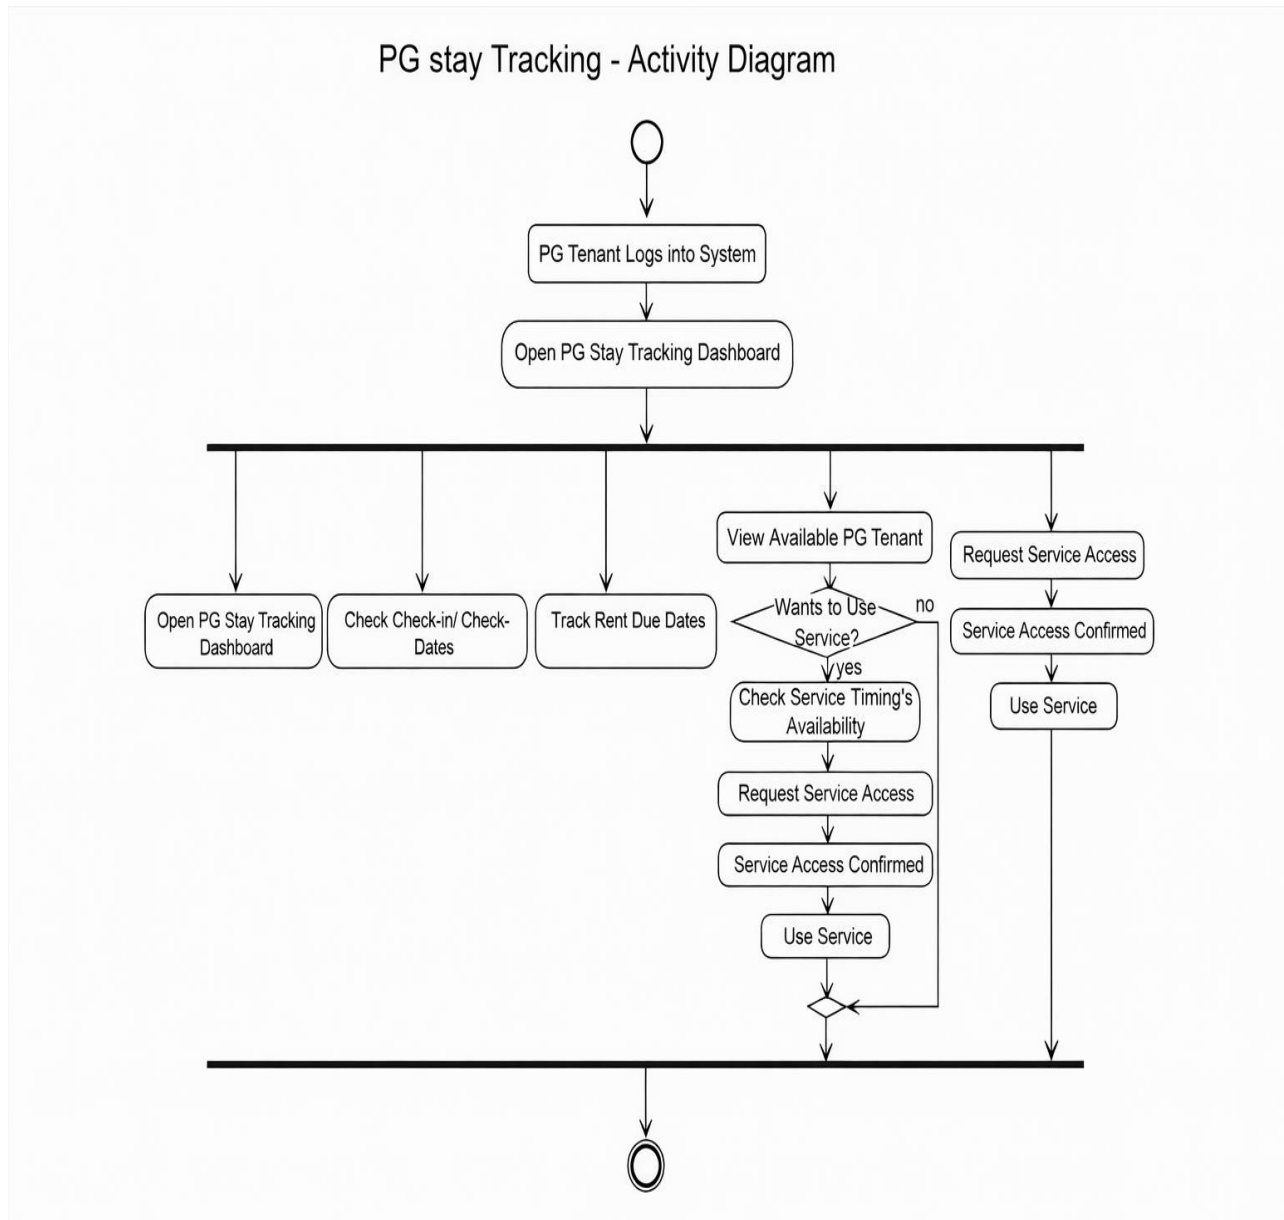 PG stay Tracking - Activity Diagram
PG Tenant Logs into System
Open PG Stay Tracking Dashboard
Open PG Stay Tracking
Dashboard
Check Check-in/ Check-
Dates
Track Rent Due Dates
View Available PG Tenant
Wants to Use
Service?
no
yes
Check Service Timing's
Availability
Request Service Access
Service Access Confirmed
Use Service
Request Service Access
Service Access Confirmed
Use Service